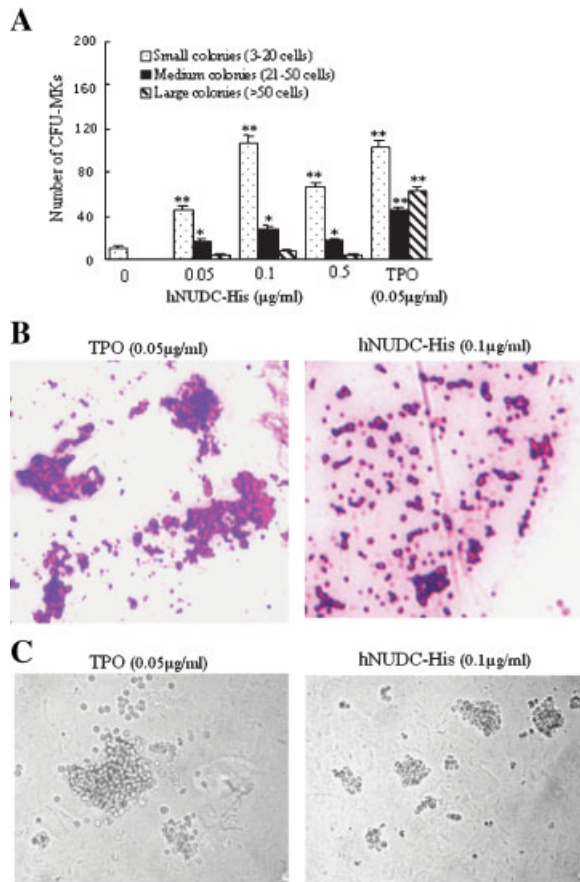 A
200
160
120
80
40
0
Number of CFU-MKs
Small colonies (3-20 cells)
Medium colonies (21-50 cells)
Large colonies (>50 cells)
** * ** * ** * ** ** **
0 0.05 0.1 0.5 TPO
hNUDC-His (µg/ml) (0.05µg/ml)
B
TPO (0.05µg/ml) hNUDC-His (0.1µg/ml)
C
TPO (0.05µg/ml) hNUDC-His (0.1µg/ml)